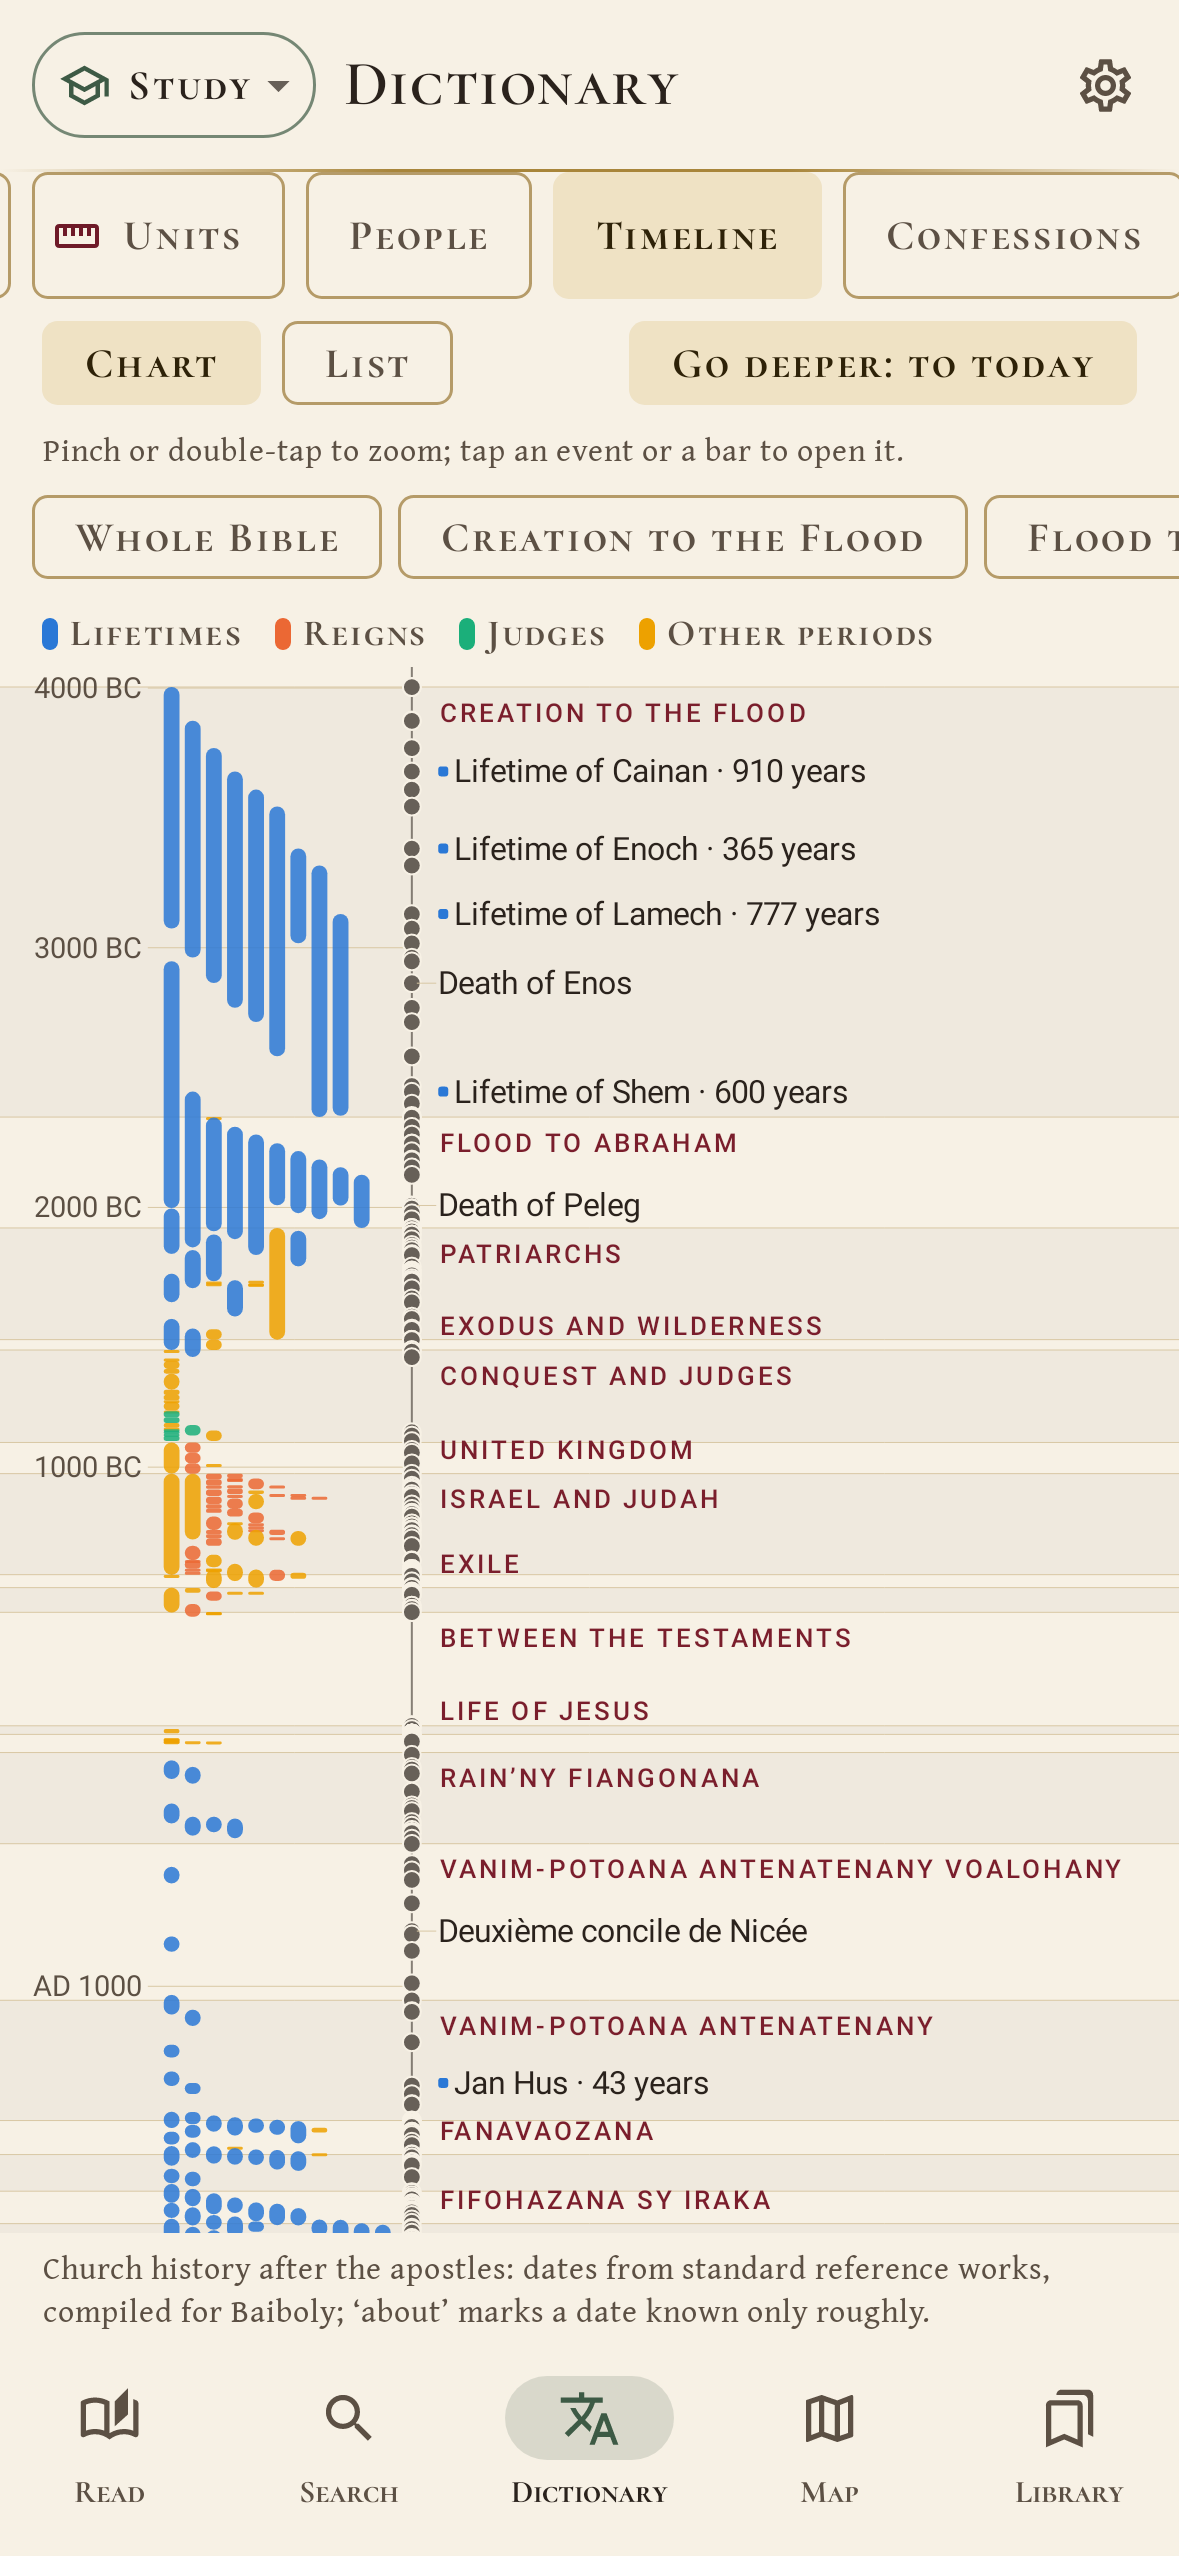 Study
Dictionary
Units
People
Timeline
Confessions
Chart
List
Go deeper: to today
Pinch or double-tap to zoom; tap an event or a bar to open it.
Whole Bible
Creation to the Flood
Flood
Lifetimes
Reigns
Judges
Other periods
4000 BC
CREATION TO THE FLOOD
Lifetime of Cainan · 910 years
Lifetime of Enoch · 365 years
Lifetime of Lamech · 777 years
3000 BC
Death of Enos
Lifetime of Shem · 600 years
FLOOD TO ABRAHAM
2000 BC
Death of Peleg
PATRIARCHS
EXODUS AND WILDERNESS
CONQUEST AND JUDGES
UNITED KINGDOM
1000 BC
ISRAEL AND JUDAH
EXILE
BETWEEN THE TESTAMENTS
LIFE OF JESUS
RAIN’NY FIANGONANA
VANIM-POTOANA ANTENATENANY VOALOHANY
Deuxième concile de Nicée
AD 1000
VANIM-POTOANA ANTENATENANY
Jan Hus · 43 years
FANAVAOZANA
FIFOHAZANA SY IRAKA
Church history after the apostles: dates from standard reference works,
compiled for Baiboly; ‘about’ marks a date known only roughly.
Read
Search
Dictionary
Map
Library